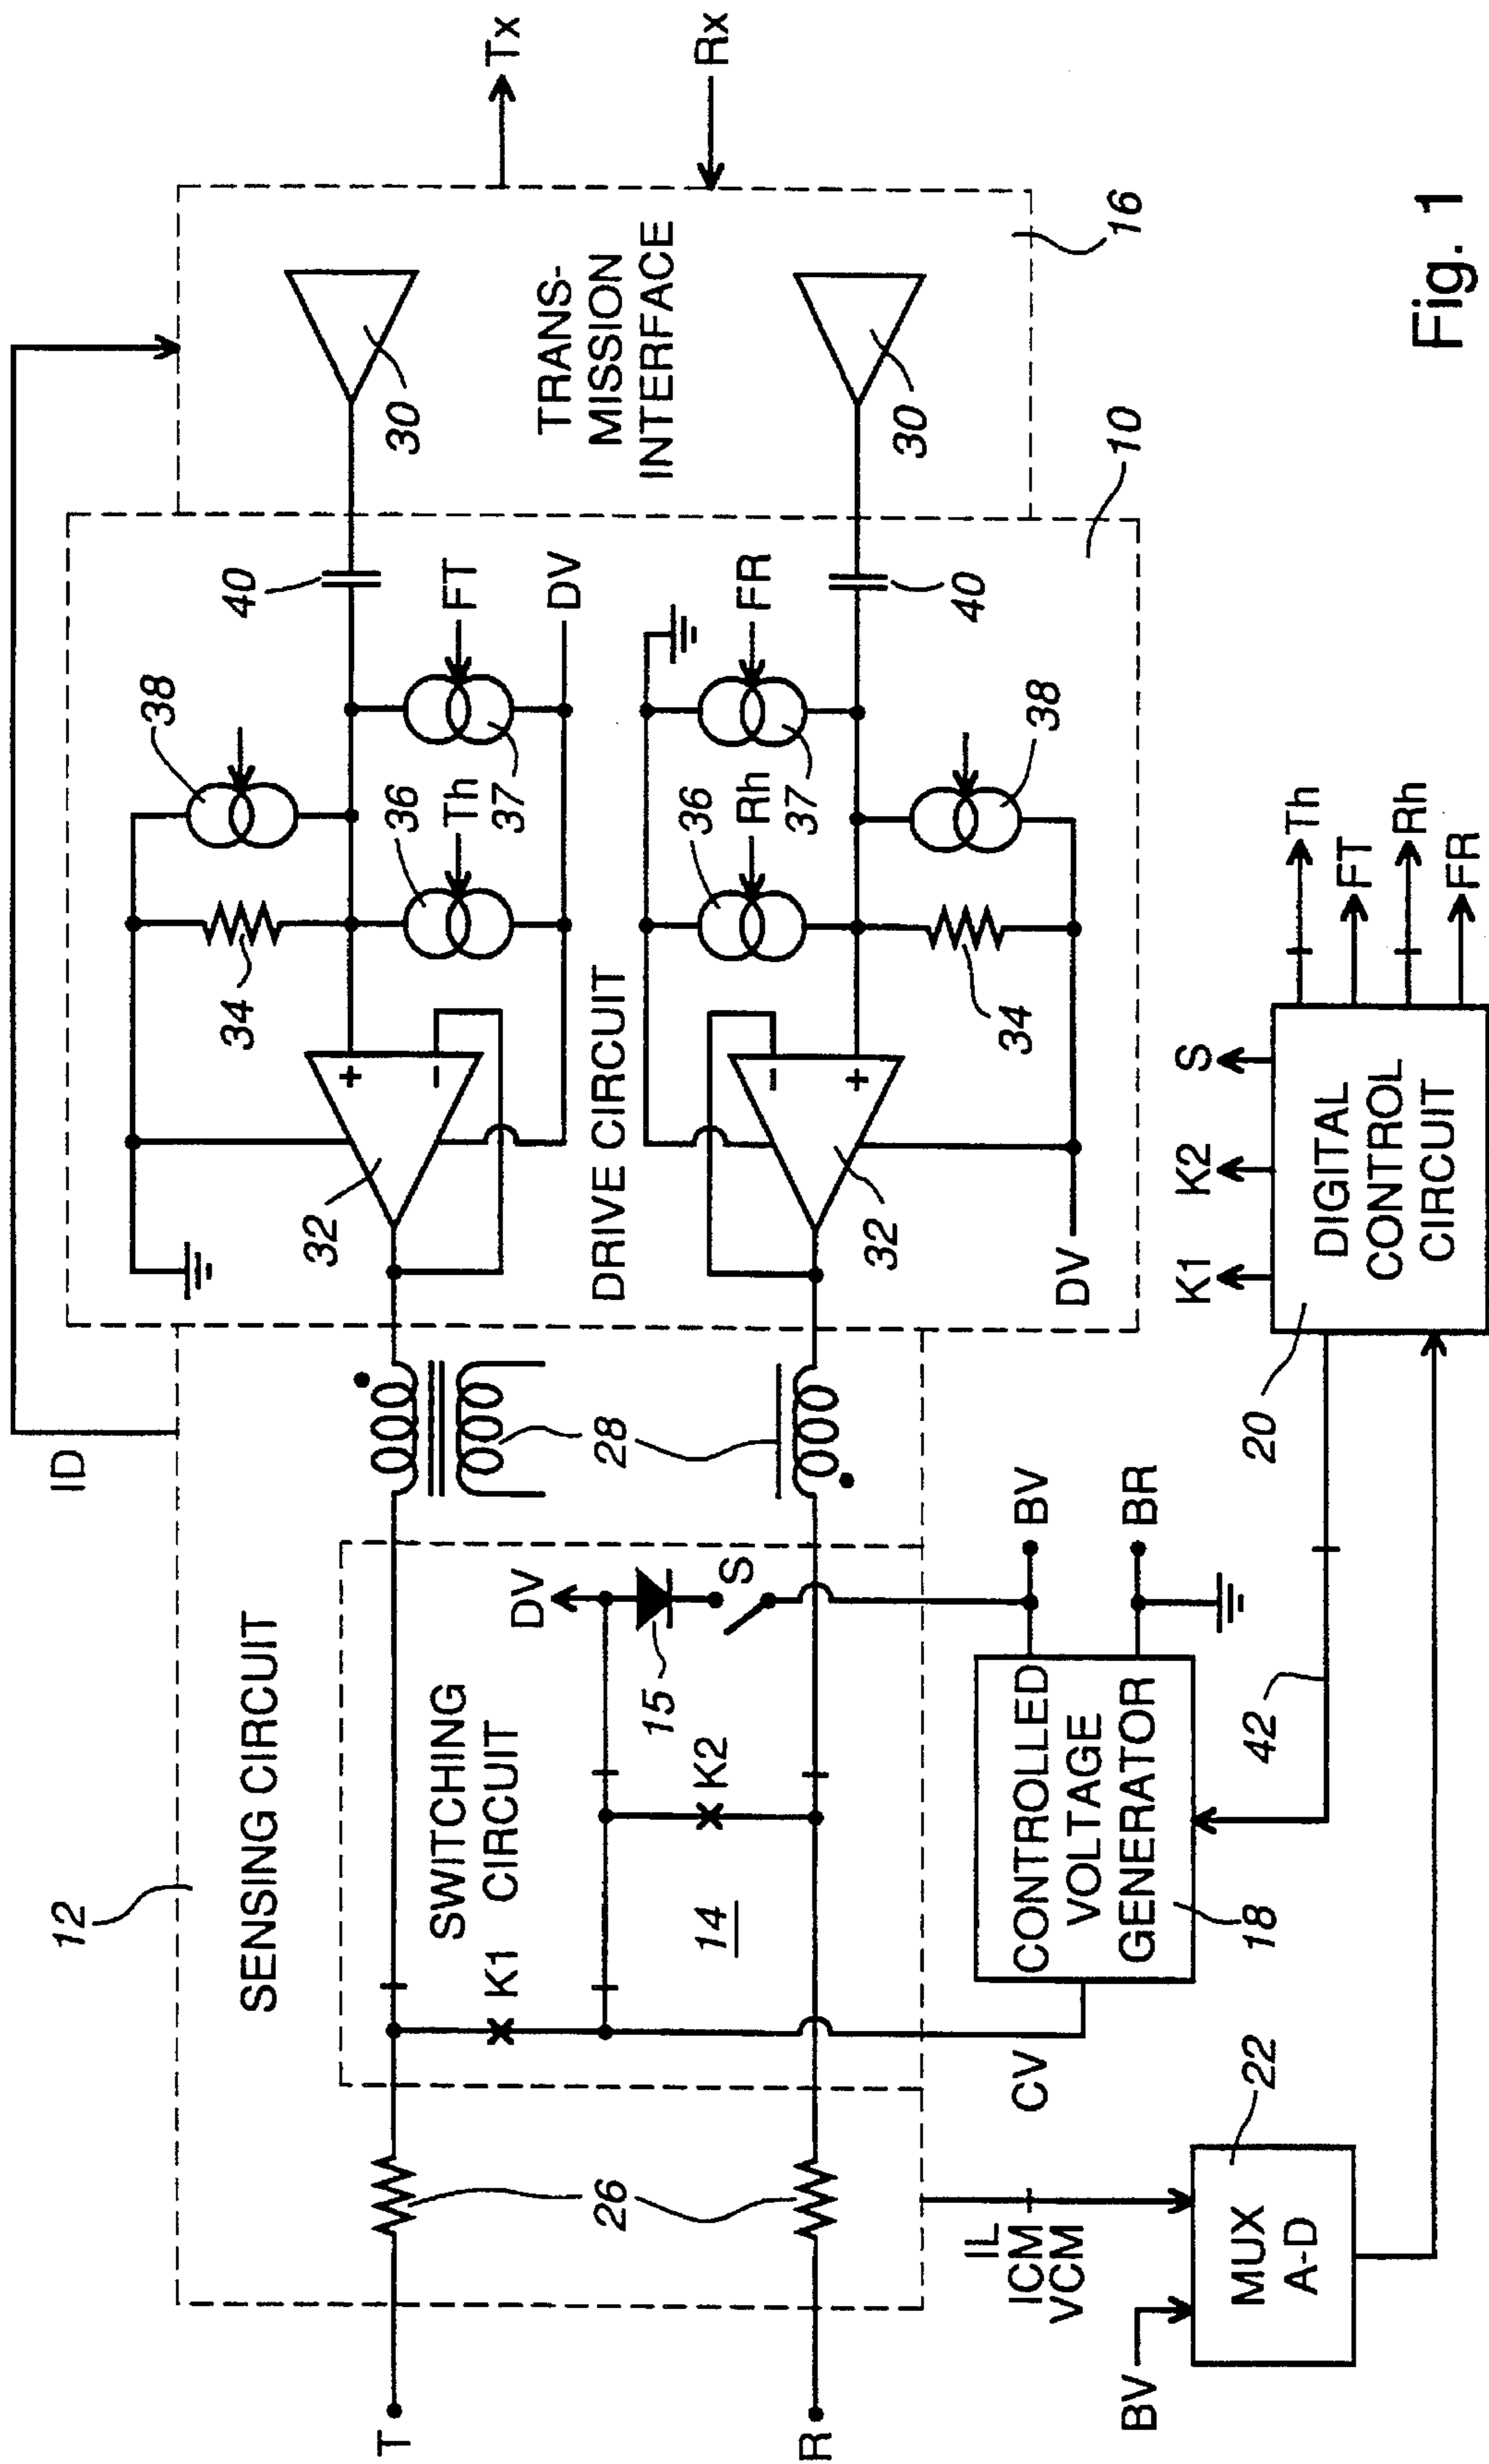 ID
12
SENSING CIRCUIT
T
R
26
SWITCHING
CIRCUIT
K1
14
K2
15
DV
S
28
CV
BV
BR
CONTROLLED
VOLTAGE
GENERATOR
18
42
IL
ICM
VCM
BV
MUX
A-D
22
DRIVE CIRCUIT
32
+
-
34
38
36
Th
37
FT
DV
40
32
-
+
34
36
Rh
37
FR
38
DV
40
10
TRANS-
MISSION
INTERFACE
30
30
16
Tx
Rx
K1
K2
S
DIGITAL
CONTROL
CIRCUIT
20
Th
FT
Rh
FR
Fig. 1